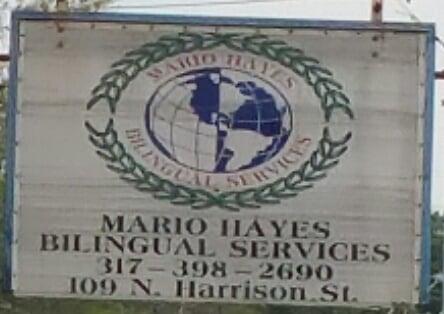 MARIO HAYES
BILINGUAL SERVICES
MARIO HAYES
BILINGUAL SERVICES
317-398-2690
109 N. Harrison St.